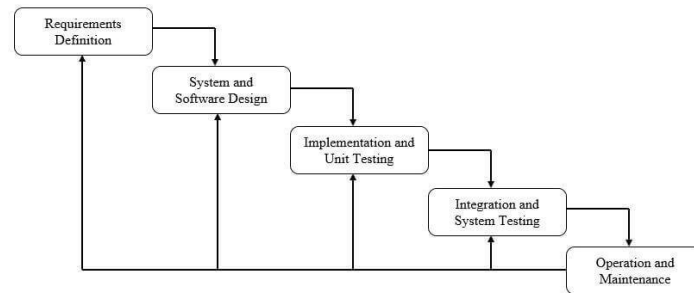 Requirements
Definition
System and
Software Design
Implementation and
Unit Testing
Integration and
System Testing
Operation and
Maintenance